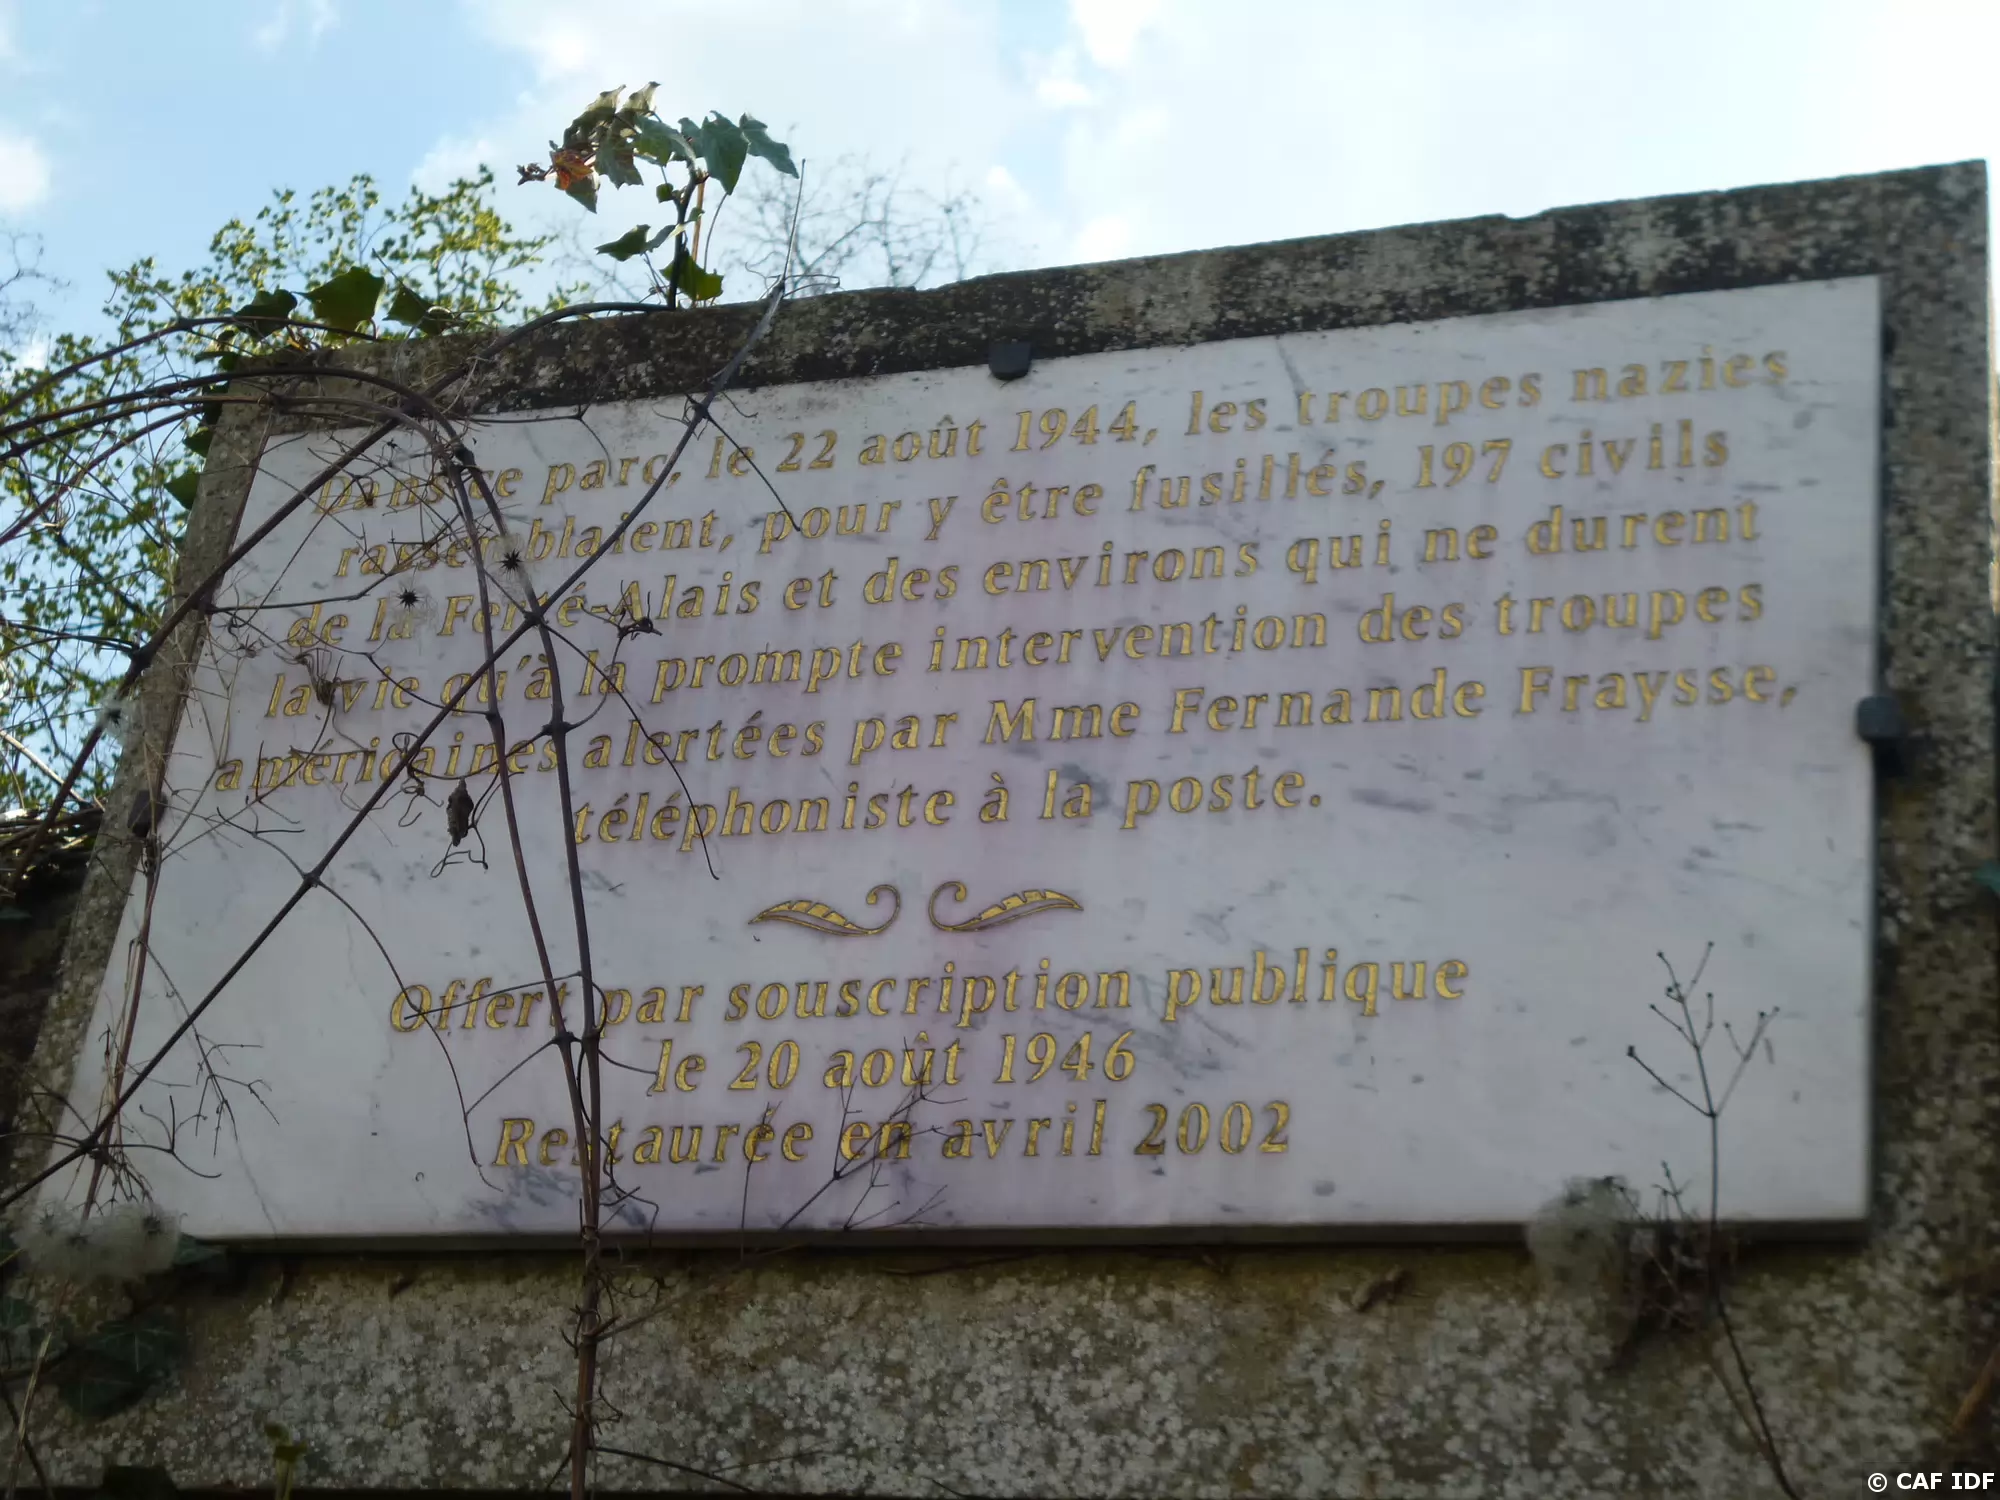 Dans ce parc, le 22 août 1944, les troupes nazies
rassemblaient, pour y être fusillés, 197 civils
de la Ferté-Alais et des environs qui ne durent
la vie qu'à la prompte intervention des troupes
américaines alertées par Mme Fernande Fraysse,
téléphoniste à la poste.
Offert par souscription publique
le 20 août 1946
Restaurée en avril 2002
© CAF IDF